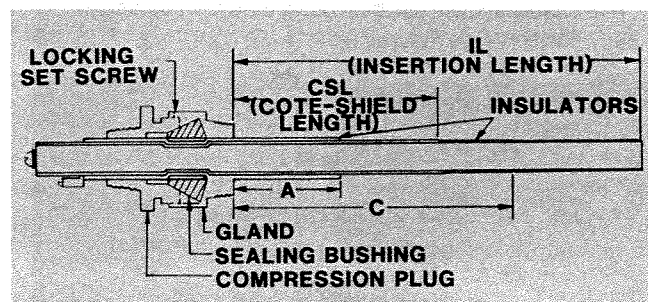 LOCKING
SET SCREW
IL
(INSERTION LENGTH)
CSL
(COTE-SHIELD
LENGTH)
INSULATORS
A
C
GLAND
SEALING BUSHING
COMPRESSION PLUG